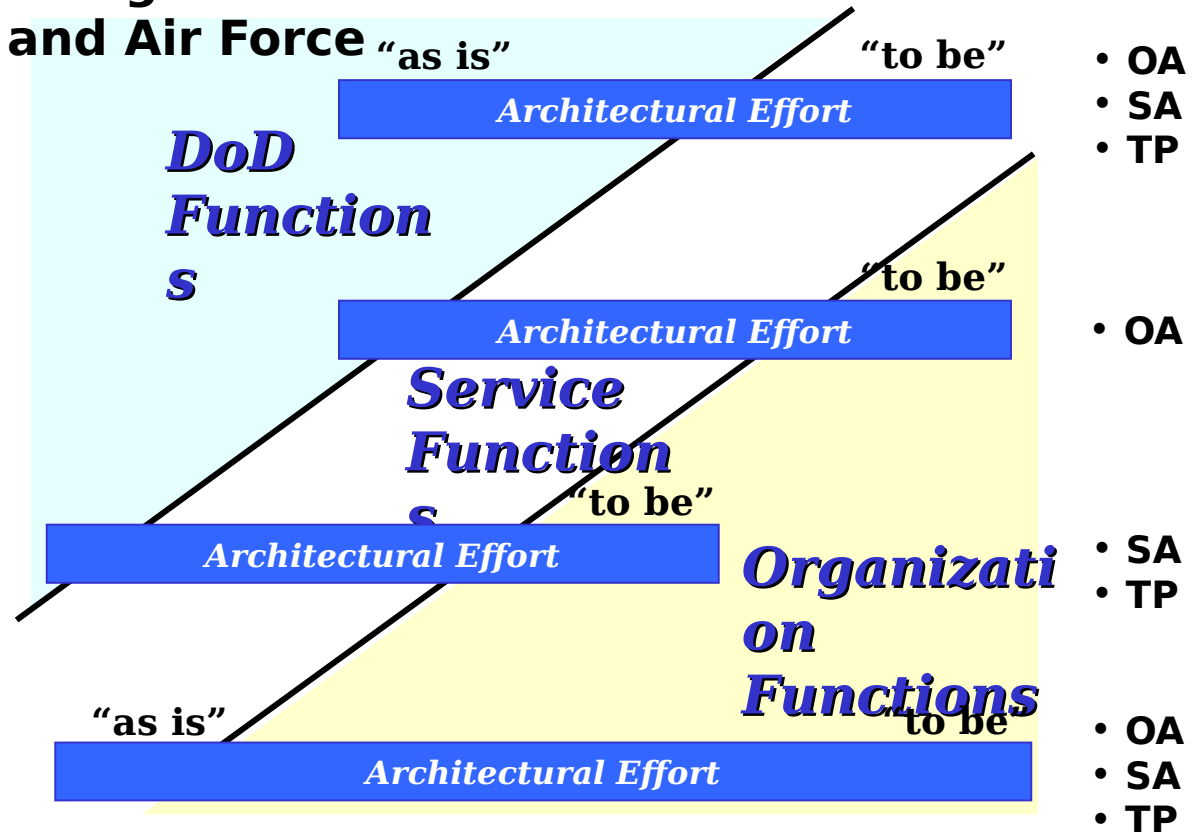 and Air Force
“as is”
“to be”
Architectural Effort
• OA
• SA
• TP
DoD
Function
s
“to be”
Architectural Effort
• OA
Service
Function
s
“to be”
Architectural Effort
• SA
• TP
Organizati
on
Functions
“as is”
“to be”
Architectural Effort
• OA
• SA
• TP